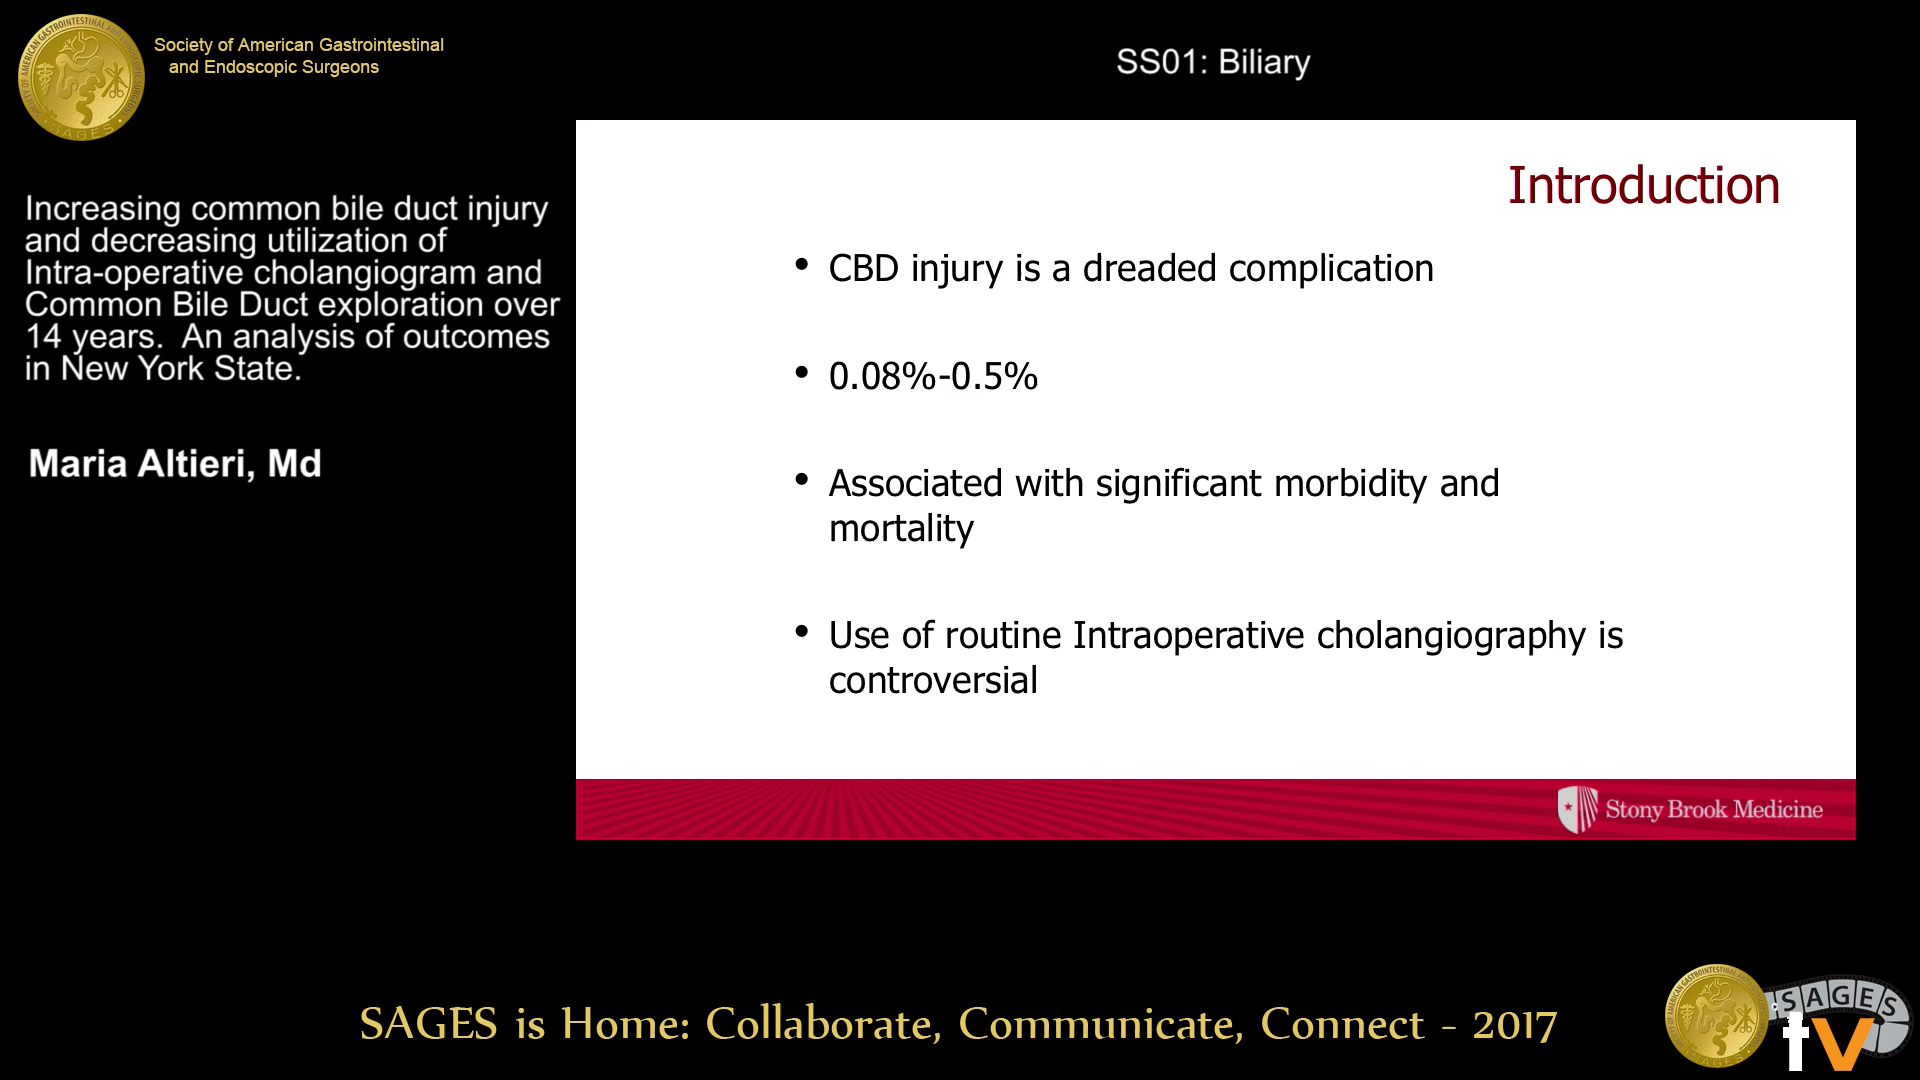 Society of American Gastrointestinal
and Endoscopic Surgeons
SS01: Biliary
Increasing common bile duct injury
and decreasing utilization of
Intra-operative cholangiogram and
Common Bile Duct exploration over
14 years.  An analysis of outcomes
in New York State.
Maria Altieri, Md
Introduction
• CBD injury is a dreaded complication
• 0.08%-0.5%
• Associated with significant morbidity and
mortality
• Use of routine Intraoperative cholangiography is
controversial
Stony Brook Medicine
SAGES is Home: Collaborate, Communicate, Connect - 2017
SAGES
tv